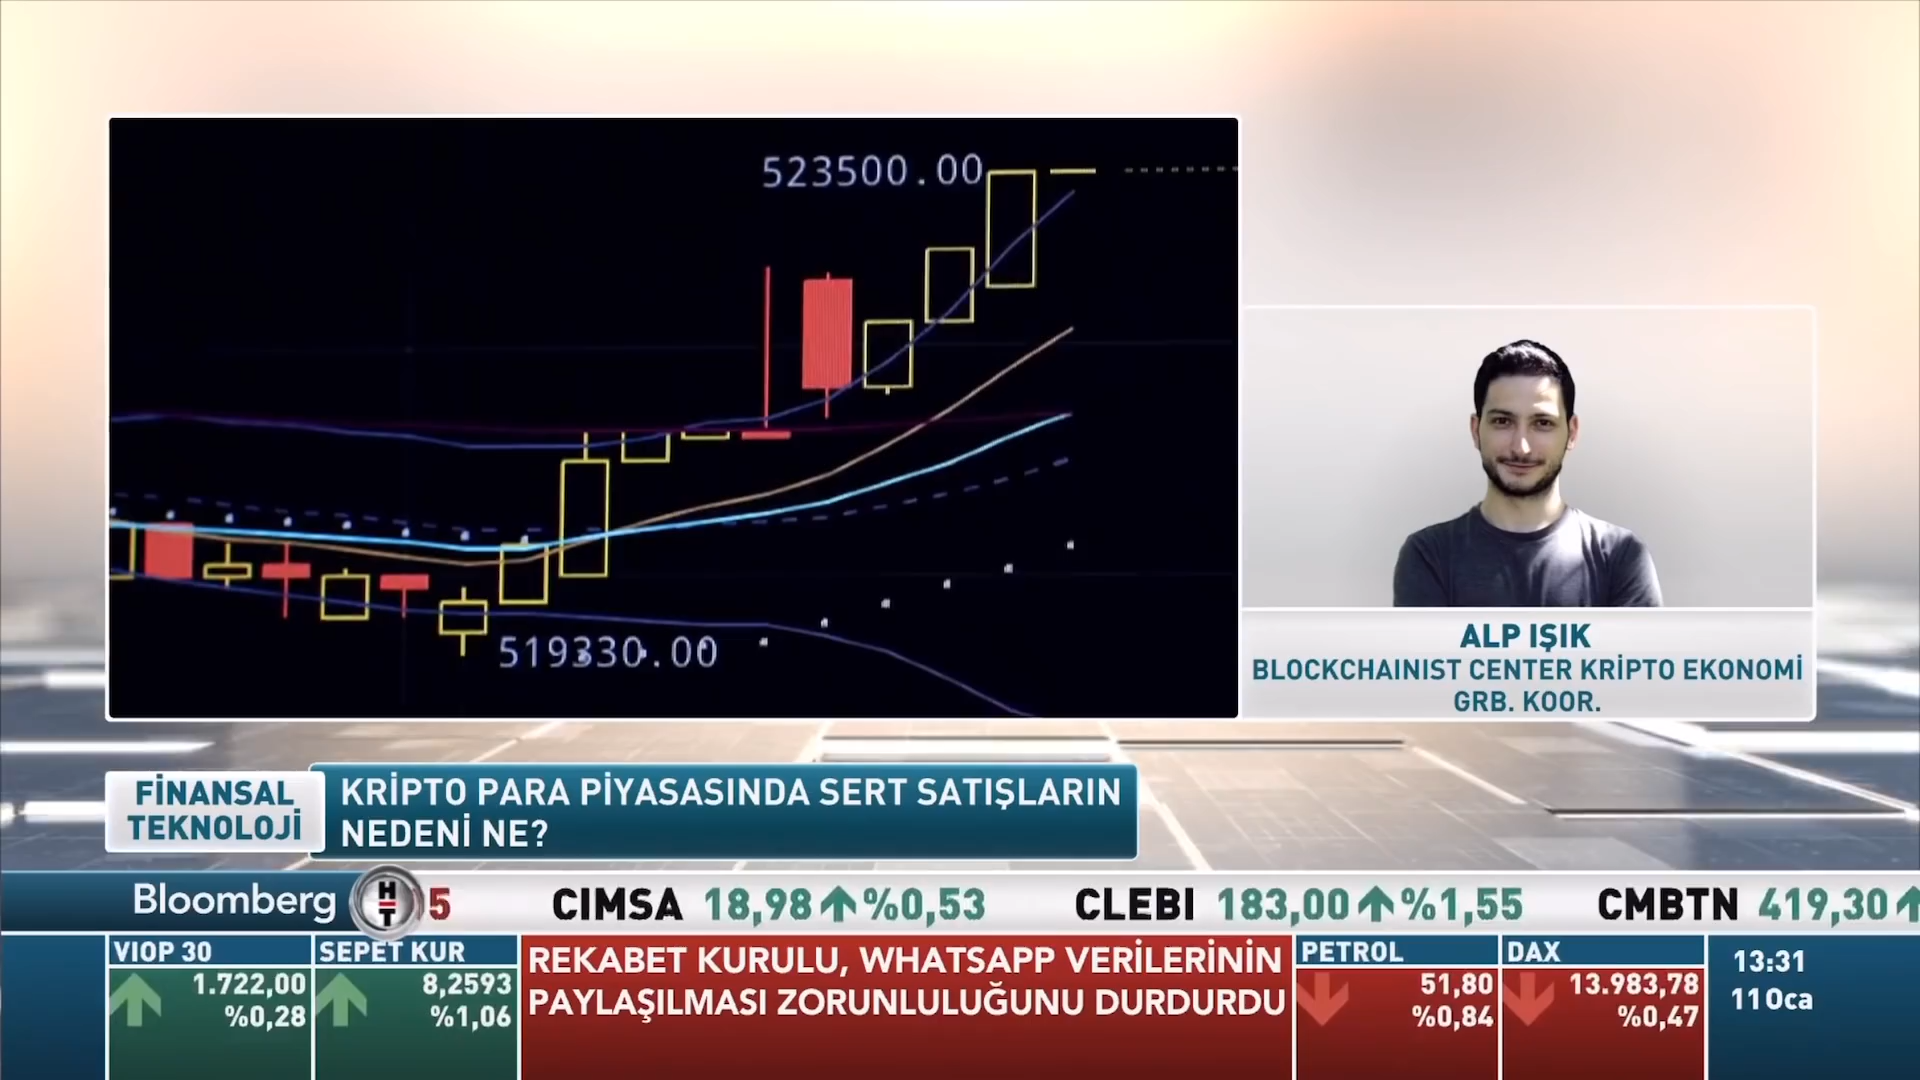 523500.00
519330.00
ALP IŞIK
BLOCKCHAINIST CENTER KRİPTO EKONOMİ
GRB. KOOR.
FİNANSAL
TEKNOLOJİ
KRİPTO PARA PİYASASINDA SERT SATIŞLARIN
NEDENİ NE?
Bloomberg HT 5 CIMSA 18,98 %0,53 CLEBI 183,00 %1,55 CMBTN 419,30
VIOP 30
1.722,00
%0,28
SEPET KUR
8,2593
%1,06
REKABET KURULU, WHATSAPP VERİLERİNİN
PAYLAŞILMASI ZORUNLULUĞUNU DURDURDU
PETROL
51,80
%0,84
DAX
13.983,78
%0,47
13:31
11 Oca